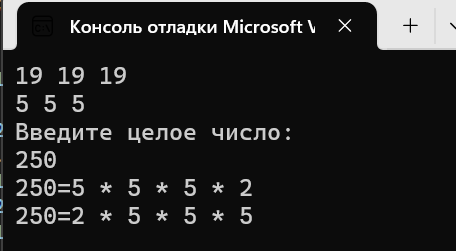 Консоль отладки Microsoft V
19 19 19
5 5 5
Введите целое число:
250
250=5 * 5 * 5 * 2
250=2 * 5 * 5 * 5